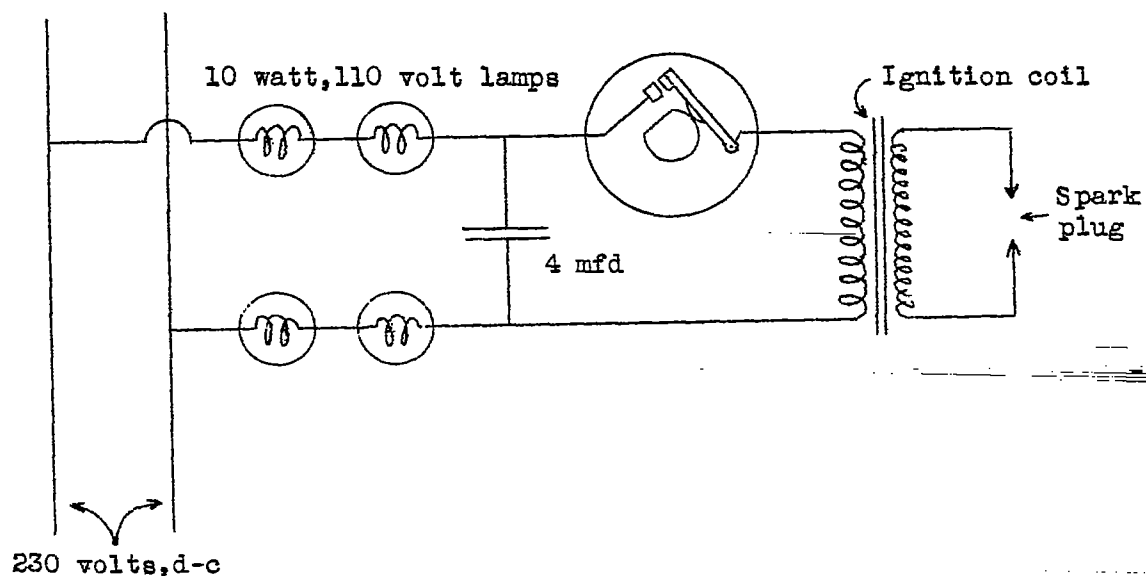 10 watt,110 volt lamps
Ignition coil
Spark
plug
4 mfd
230 volts,d-c